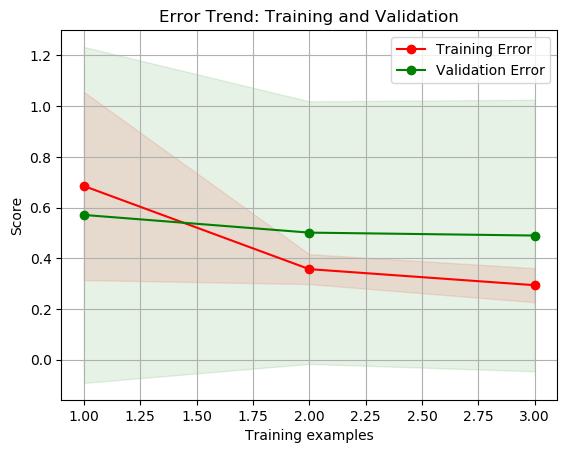 Error Trend: Training and Validation
Training Error
Validation Error
Score
1.2
1.0
0.8
0.6
0.4
0.2
0.0
1.00 1.25 1.50 1.75 2.00 2.25 2.50 2.75 3.00
Training examples